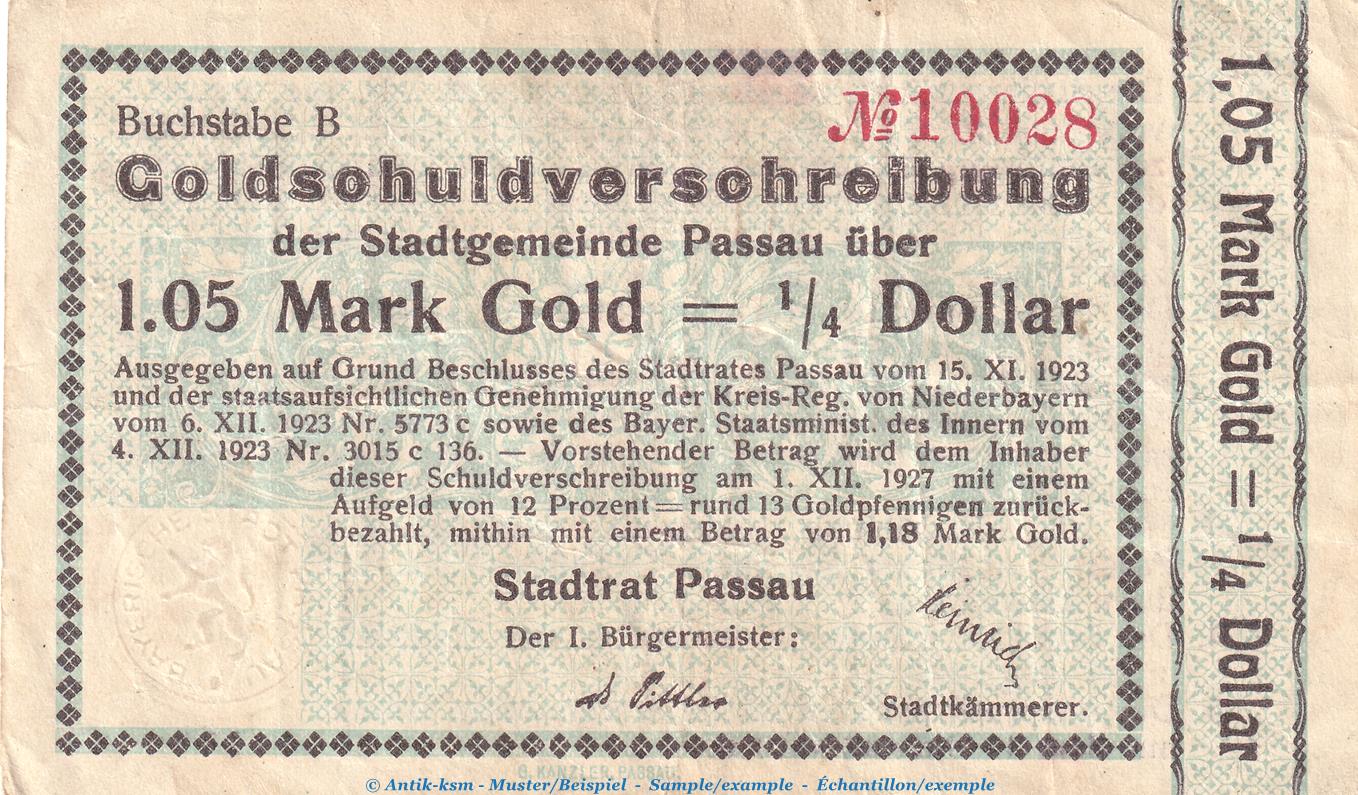 Buchstabe B
№ 10028
Goldschuldverschreibung
der Stadtgemeinde Passau über
1.05 Mark Gold = 1/4 Dollar
Ausgegeben auf Grund Beschlusses des Stadtrates Passau vom 15. XI. 1923
und der staatsaufsichtlichen Genehmigung der Kreis-Reg. von Niederbayern
vom 6. XII. 1923 Nr. 5773 c sowie des Bayer. Staatsminist. des Innern vom
4. XII. 1923 Nr. 3015 c 136. — Vorstehender Betrag wird dem Inhaber
dieser Schuldverschreibung am 1. XII. 1927 mit einem
Aufgeld von 12 Prozent = rund 13 Goldpfennigen zurück-
bezahlt, mithin mit einem Betrag von 1,18 Mark Gold.
Stadtrat Passau
Der I. Bürgermeister:
Stadtkämmerer.
1,05 Mark Gold = 1/4 Dollar
G. KANZLER, PASSAU
© Antik-ksm - Muster/Beispiel - Sample/example - Échantillon/exemple